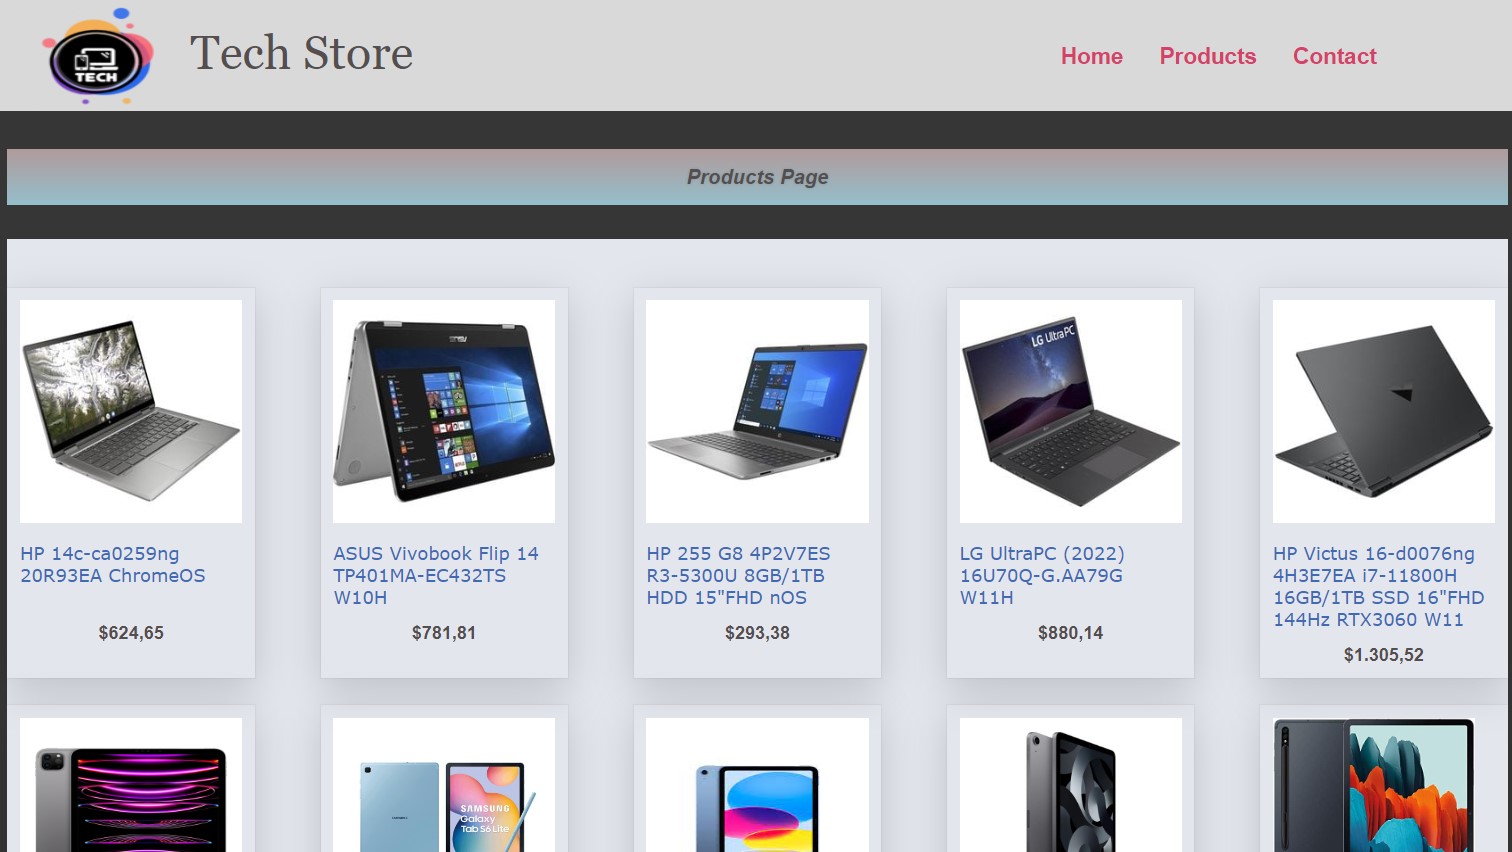 TECH
Tech Store
Home
Products
Contact
Products Page
ASUS
LG UltraPC
HP 14c-ca0259ng
20R93EA ChromeOS
$624,65
ASUS Vivobook Flip 14
TP401MA-EC432TS
W10H
$781,81
HP 255 G8 4P2V7ES
R3-5300U 8GB/1TB
HDD 15"FHD nOS
$293,38
LG UltraPC (2022)
16U70Q-G.AA79G
W11H
$880,14
HP Victus 16-d0076ng
4H3E7EA i7-11800H
16GB/1TB SSD 16"FHD
144Hz RTX3060 W11
$1.305,52
SAMSUNG
Galaxy
Tab S6 Lite